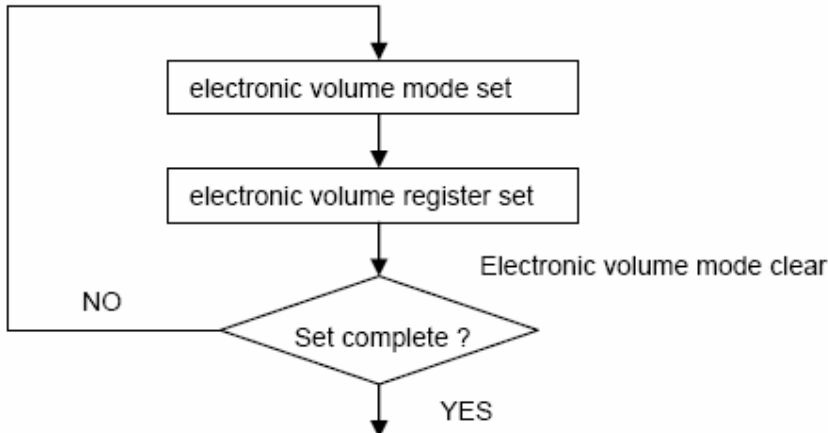 electronic volume mode set
electronic volume register set
Electronic volume mode clear
NO
Set complete ?
YES